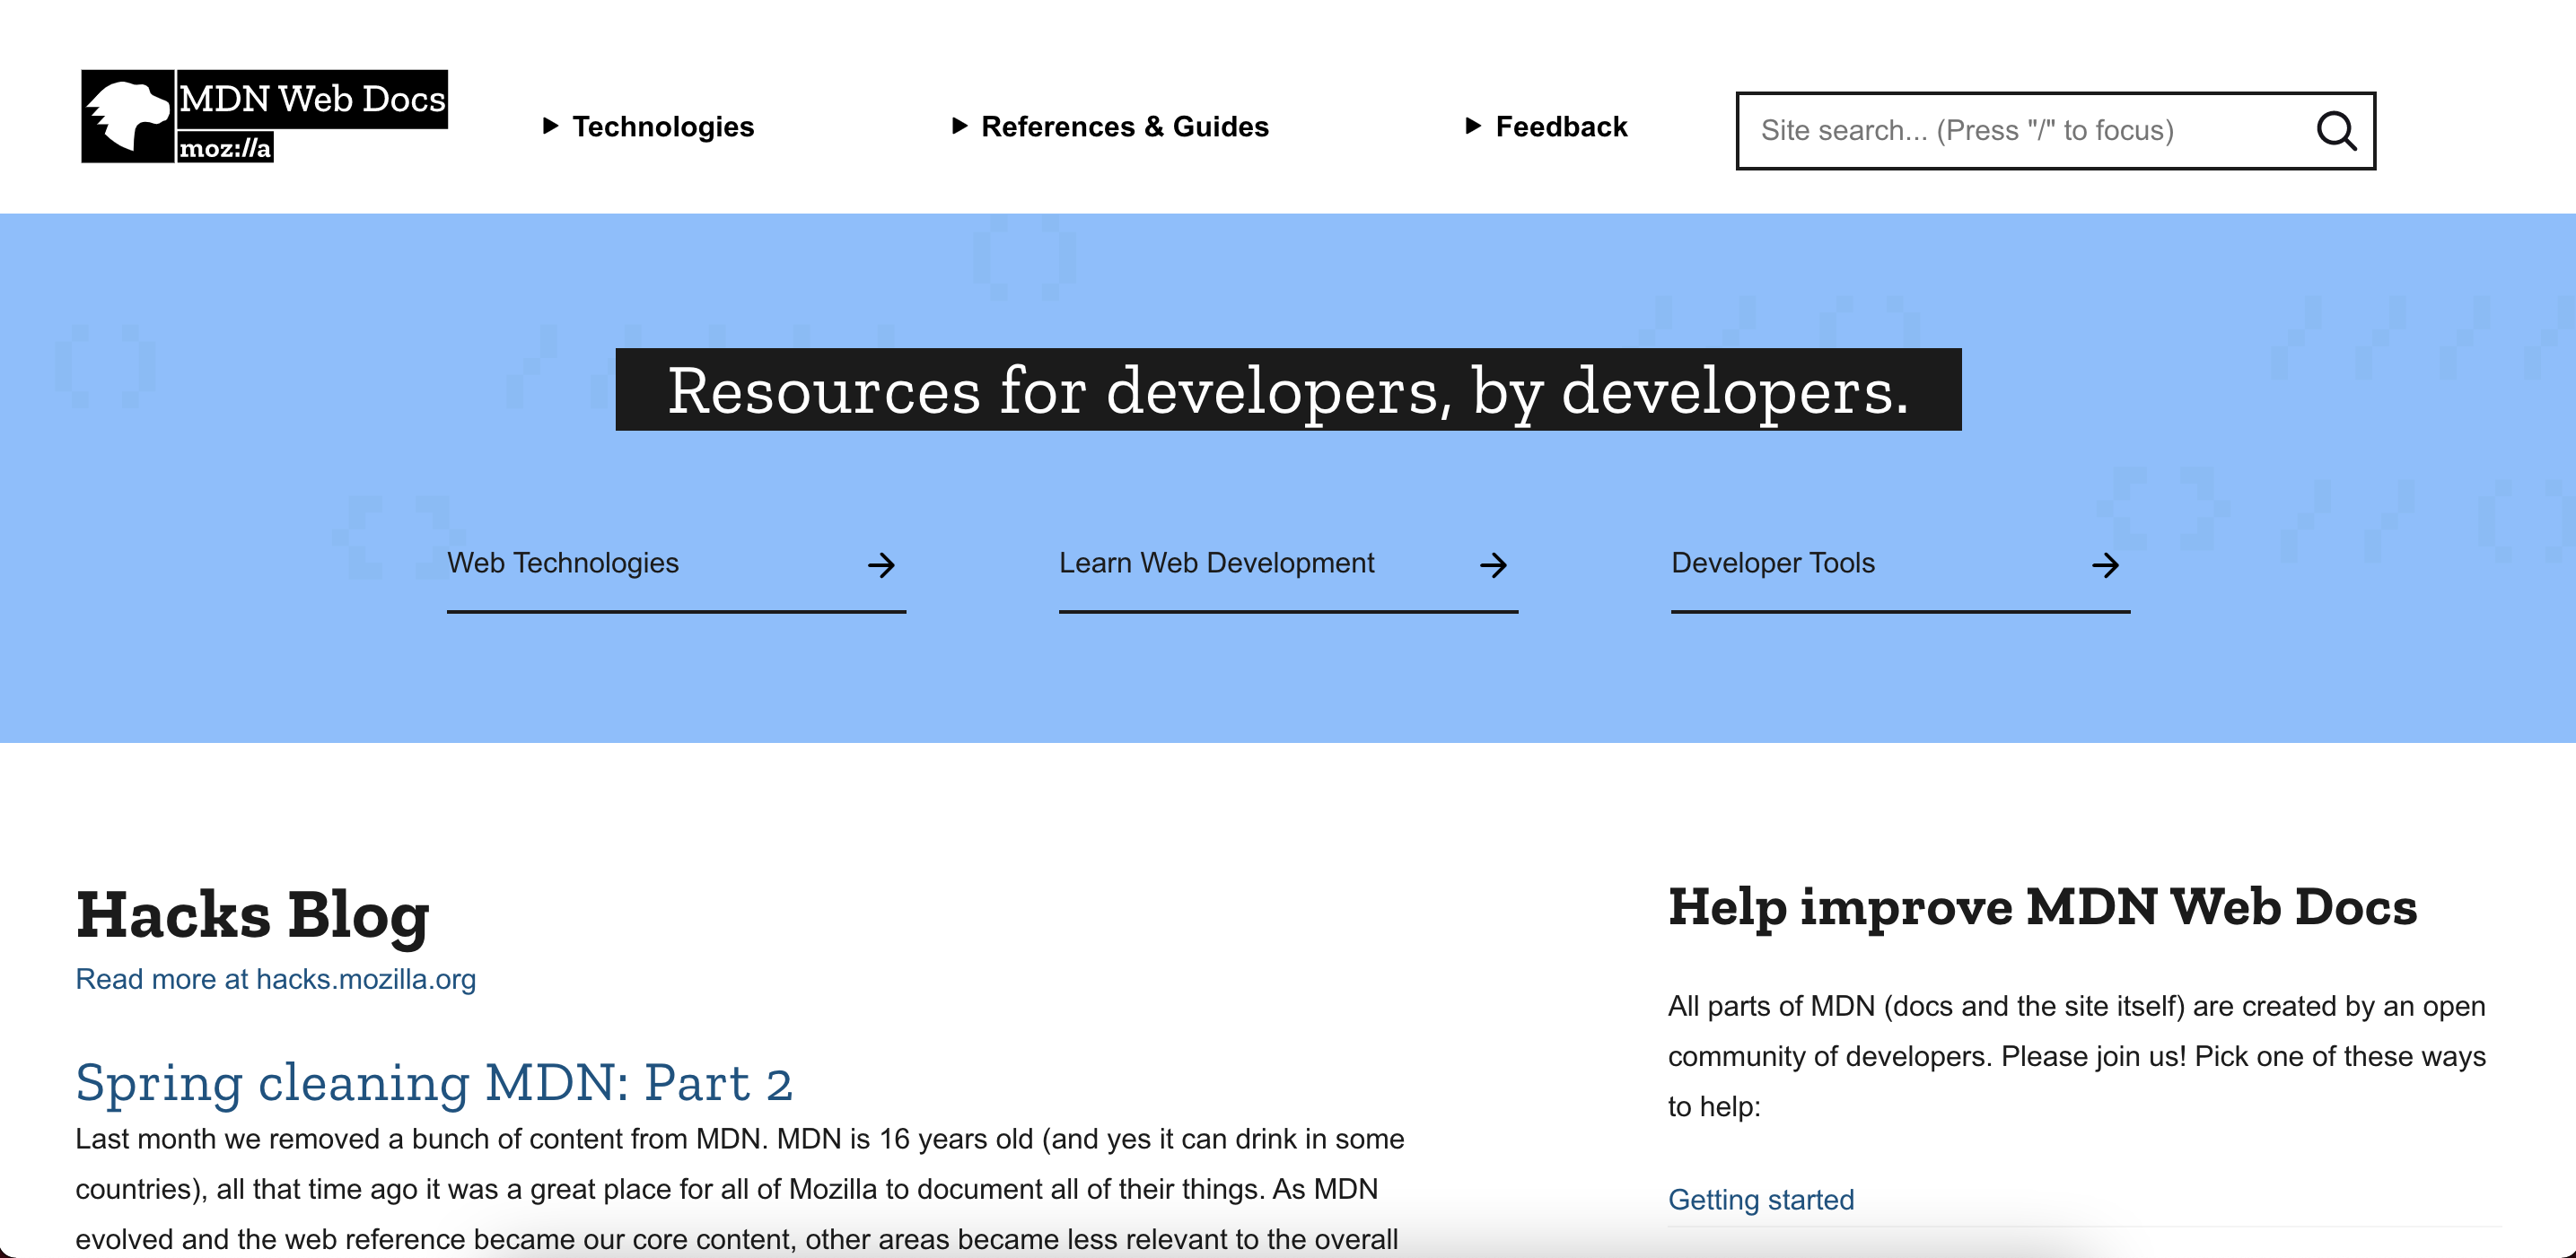 MDN Web Docs
moz://a
Technologies
References & Guides
Feedback
Site search... (Press "/" to focus)
Resources for developers, by developers.
Web Technologies
Learn Web Development
Developer Tools
Hacks Blog
Read more at hacks.mozilla.org
Spring cleaning MDN: Part 2
Last month we removed a bunch of content from MDN. MDN is 16 years old (and yes it can drink in some
countries), all that time ago it was a great place for all of Mozilla to document all of their things. As MDN
evolved and the web reference became our core content, other areas became less relevant to the overall
Help improve MDN Web Docs
All parts of MDN (docs and the site itself) are created by an open
community of developers. Please join us! Pick one of these ways
to help:
Getting started